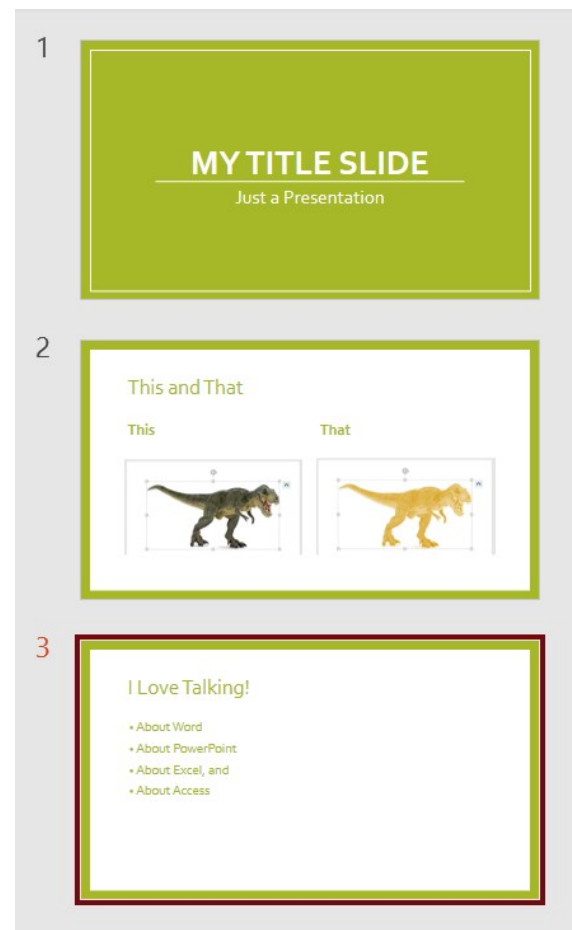 1
MY TITLE SLIDE
Just a Presentation
2
This and That
This That
3
I Love Talking!
• About Word
• About PowerPoint
• About Excel, and
• About Access